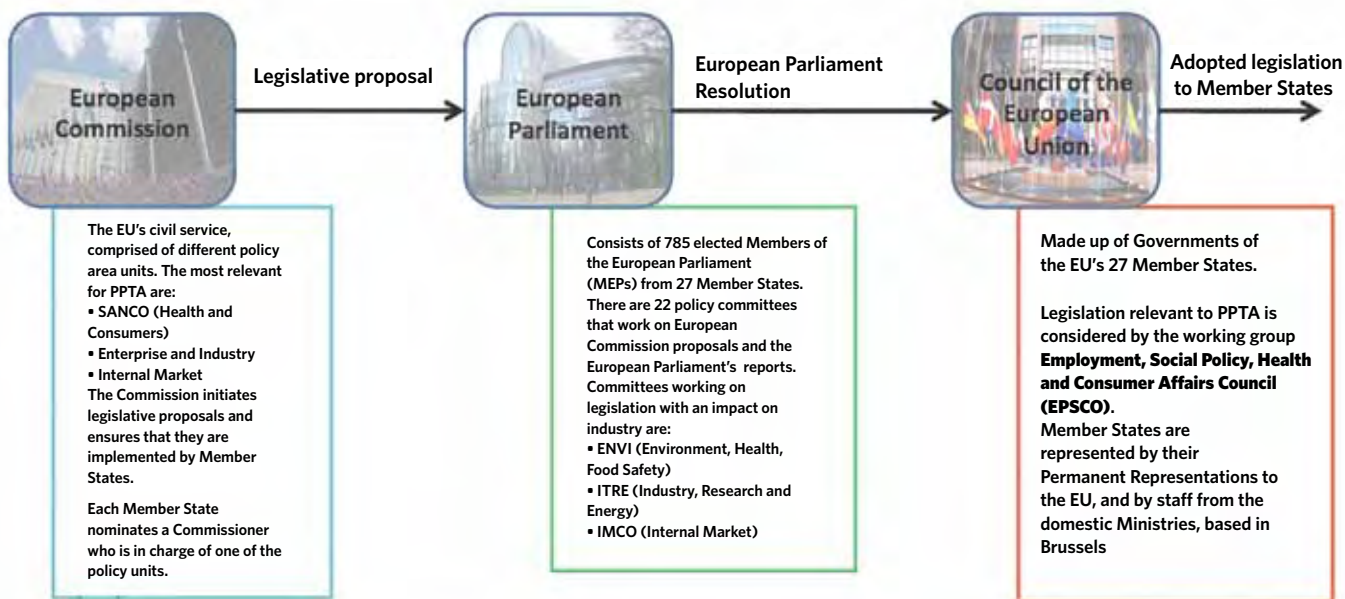 European
Commission
Legislative proposal
European
Parliament
European Parliament
Resolution
Council of the
European
Union
Adopted legislation
to Member States
The EU's civil service,
comprised of different policy
area units. The most relevant
for PPTA are:
• SANCO (Health and
Consumers)
• Enterprise and Industry
• Internal Market
The Commission initiates
legislative proposals and
ensures that they are
implemented by Member
States.
Each Member State
nominates a Commissioner
who is in charge of one of the
policy units.
Consists of 785 elected Members of
the European Parliament
(MEPs) from 27 Member States.
There are 22 policy committees
that work on European
Commission proposals and the
European Parliament's reports.
Committees working on
legislation with an impact on
industry are:
• ENVI (Environment, Health,
Food Safety)
• ITRE (Industry, Research and
Energy)
• IMCO (Internal Market)
Made up of Governments of
the EU's 27 Member States.
Legislation relevant to PPTA is
considered by the working group
Employment, Social Policy, Health
and Consumer Affairs Council
(EPSCO).
Member States are
represented by their
Permanent Representations to
the EU, and by staff from the
domestic Ministries, based in
Brussels